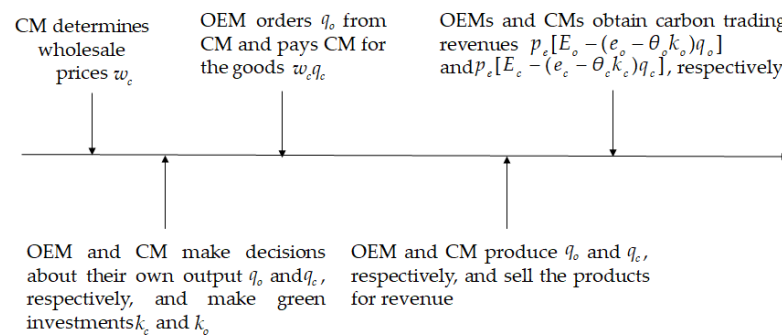 CM determines
wholesale
prices w_c
OEM orders q_o from
CM and pays CM for
the goods w_c q_c
OEMs and CMs obtain carbon trading
revenues p_e[E_o −(e_o −θ_o k_o)q_o]
and p_e[E_c −(e_c −θ_c k_c)q_c], respectively
OEM and CM make decisions
about their own output q_o and q_c,
respectively, and make green
investments k_c and k_o
OEM and CM produce q_o and q_c,
respectively, and sell the products
for revenue